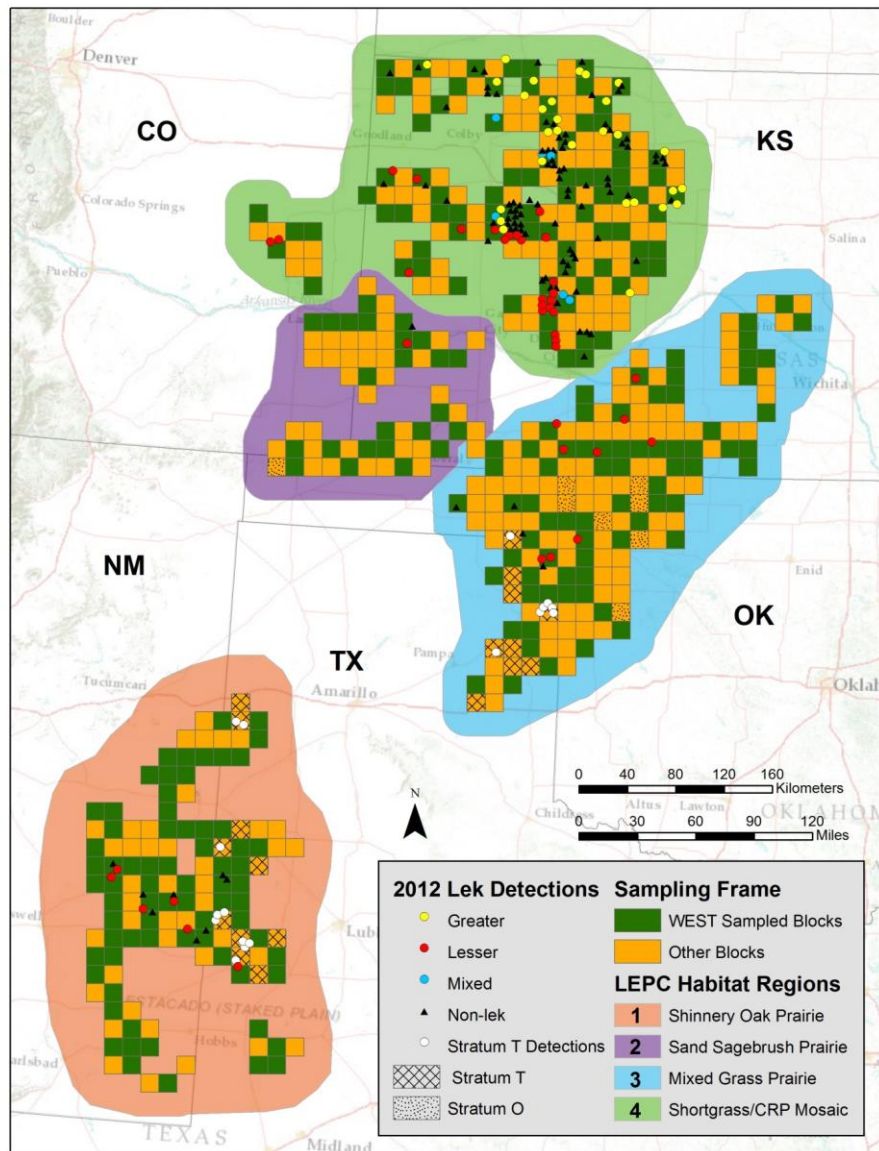 Boulder
Denver
CO
KS
Goodland
Colby
Colorado Springs
Salina
Pueblo
Arkansas
Wichita
NM
Enid
OK
TX
Pampa
Tucumcari
Amarillo
0 40 80 120 160
Kilometers
N
Childress
Altus
Lawton
0 30 60 90 120
Miles
2012 Lek Detections
Greater
Lesser
Mixed
Non-lek
Stratum T Detections
Stratum T
Stratum O
Sampling Frame
WEST Sampled Blocks
Other Blocks
LEPC Habitat Regions
1 Shinnery Oak Prairie
2 Sand Sagebrush Prairie
3 Mixed Grass Prairie
4 Shortgrass/CRP Mosaic
ESTACADO (STAKED PLAIN)
Hobbs
TEXAS
Midland